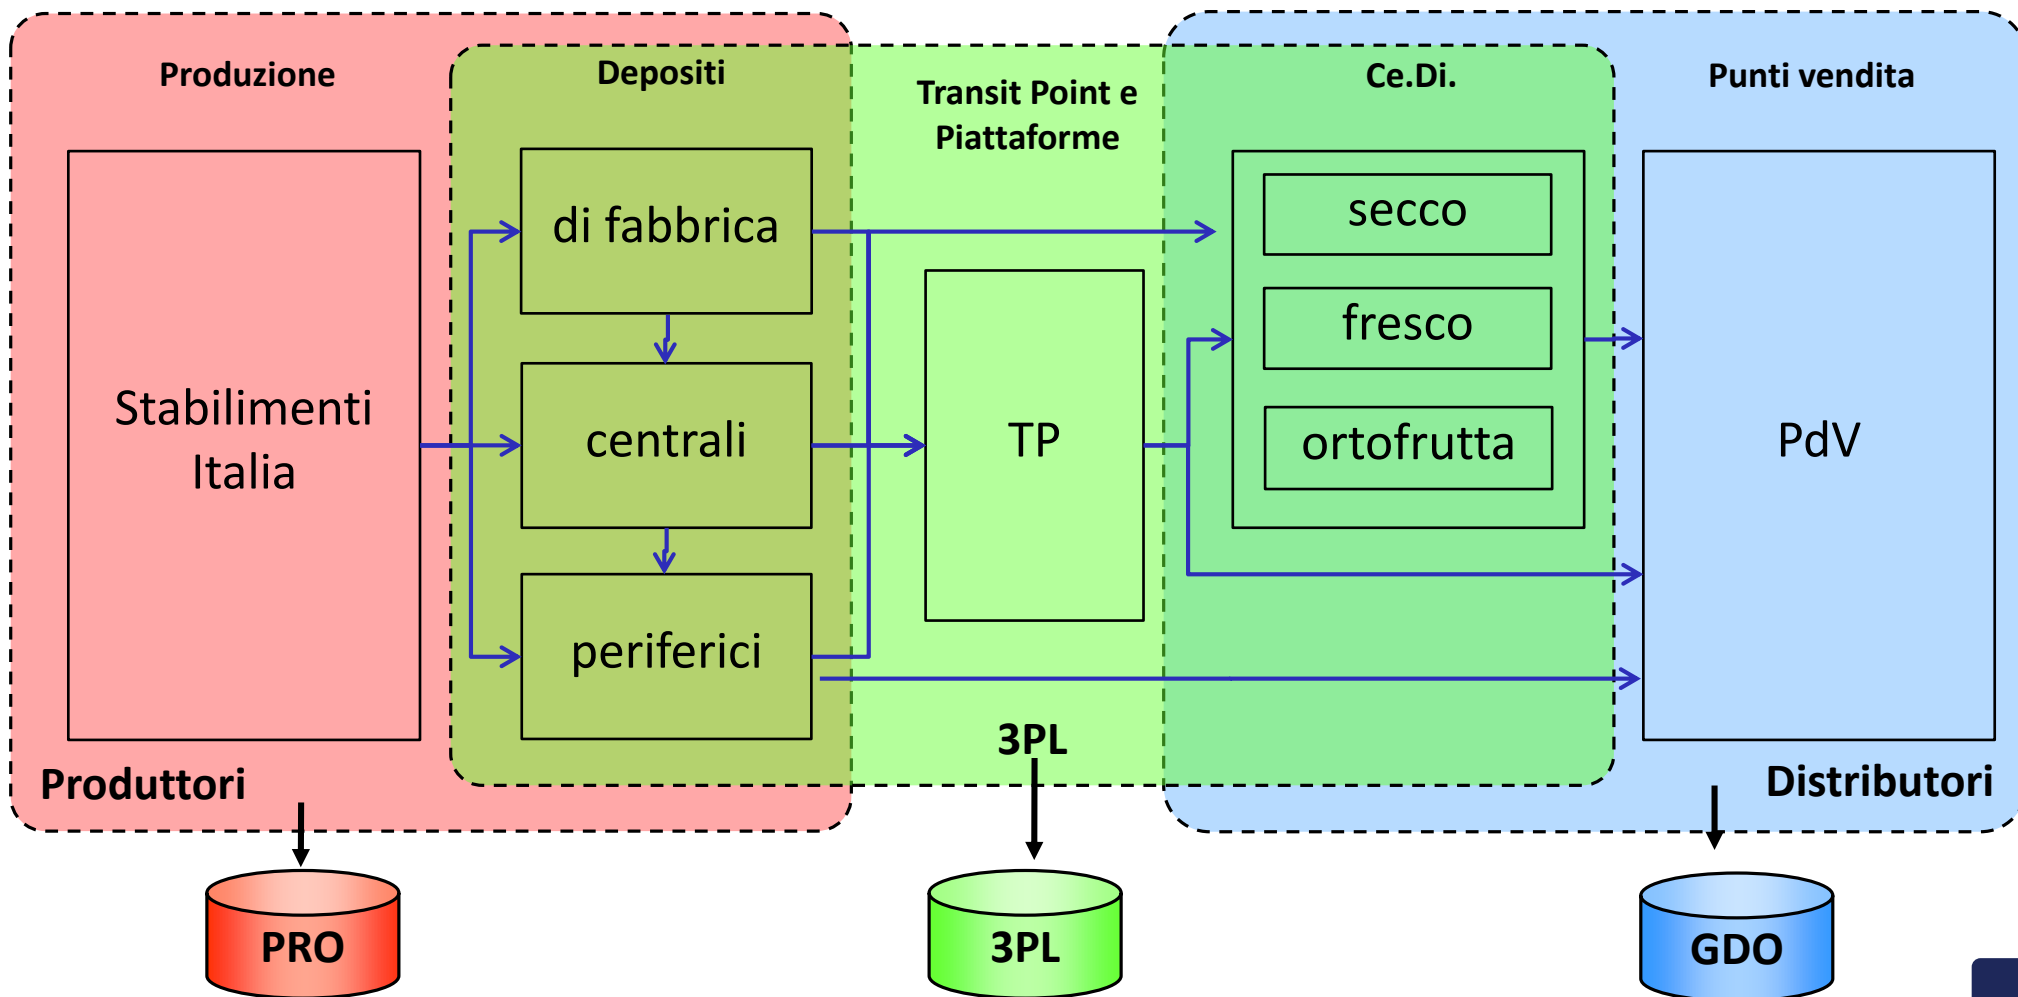 Produzione
Depositi
Transit Point e
Piattaforme
Ce.Di.
Punti vendita
Stabilimenti
Italia
di fabbrica
centrali
periferici
TP
secco
fresco
ortofrutta
PdV
Produttori
3PL
Distributori
PRO
3PL
GDO